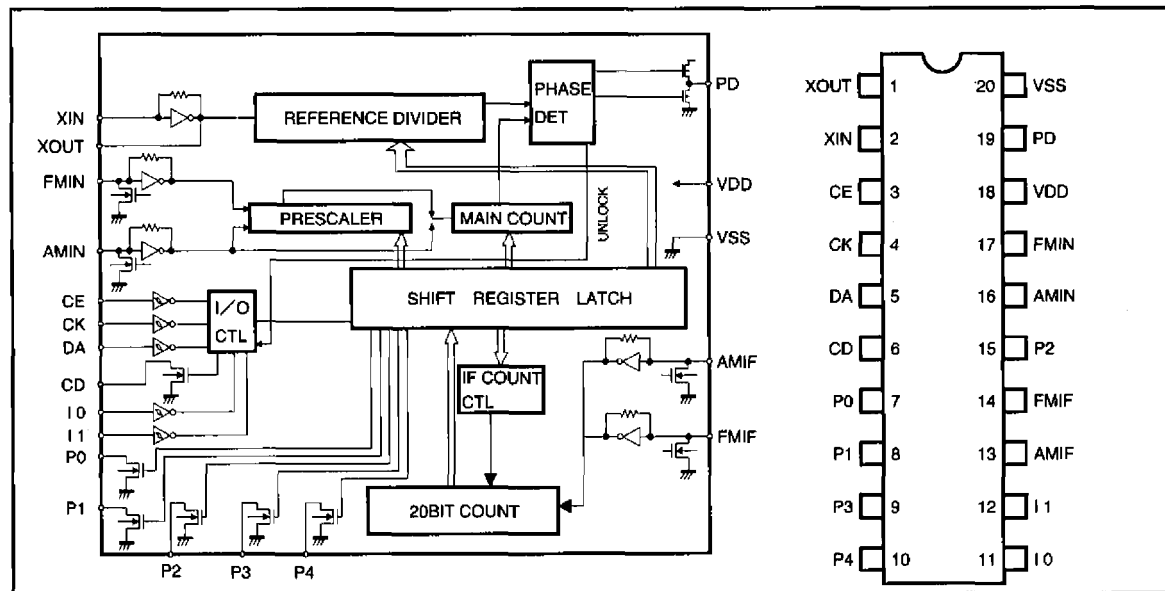 XIN
XOUT
FMIN
AMIN
CE
CK
DA
CD
I0
I1
P0
P1
P2
P3
P4
REFERENCE DIVIDER
PHASE
DET
PD
PRESCALER
MAIN COUNT
UNLOCK
VDD
VSS
SHIFT REGISTER LATCH
I/O
CTL
IF COUNT
CTL
AMIF
FMIF
20BIT COUNT
XOUT 1 20 VSS
XIN 2 19 PD
CE 3 18 VDD
CK 4 17 FMIN
DA 5 16 AMIN
CD 6 15 P2
P0 7 14 FMIF
P1 8 13 AMIF
P3 9 12 I1
P4 10 11 I0